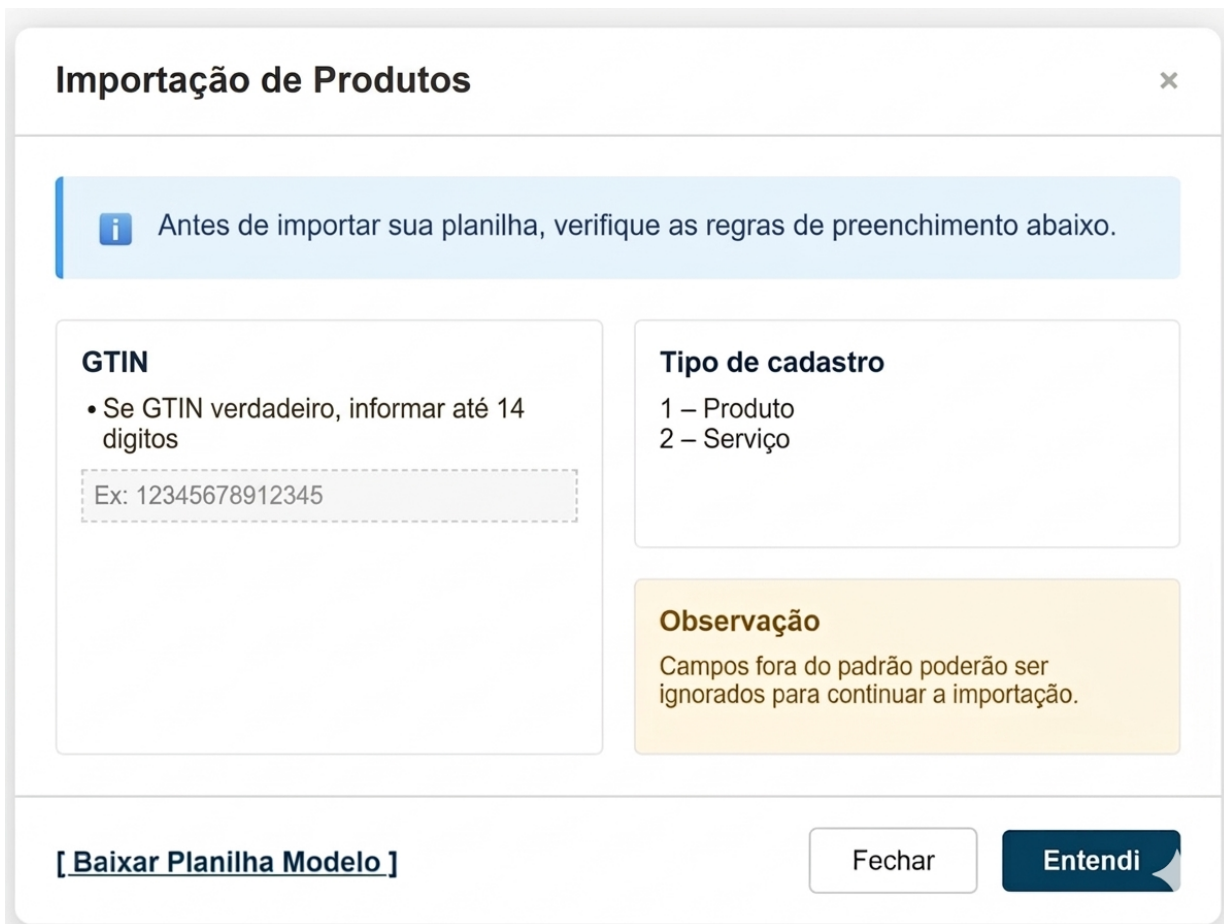 Importação de Produtos
×
i
Antes de importar sua planilha, verifique as regras de preenchimento abaixo.
GTIN
• Se GTIN verdadeiro, informar até 14
digitos
Ex: 12345678912345
Tipo de cadastro
1 – Produto
2 – Serviço
Observação
Campos fora do padrão poderão ser
ignorados para continuar a importação.
[ Baixar Planilha Modelo ]
Fechar
Entendi